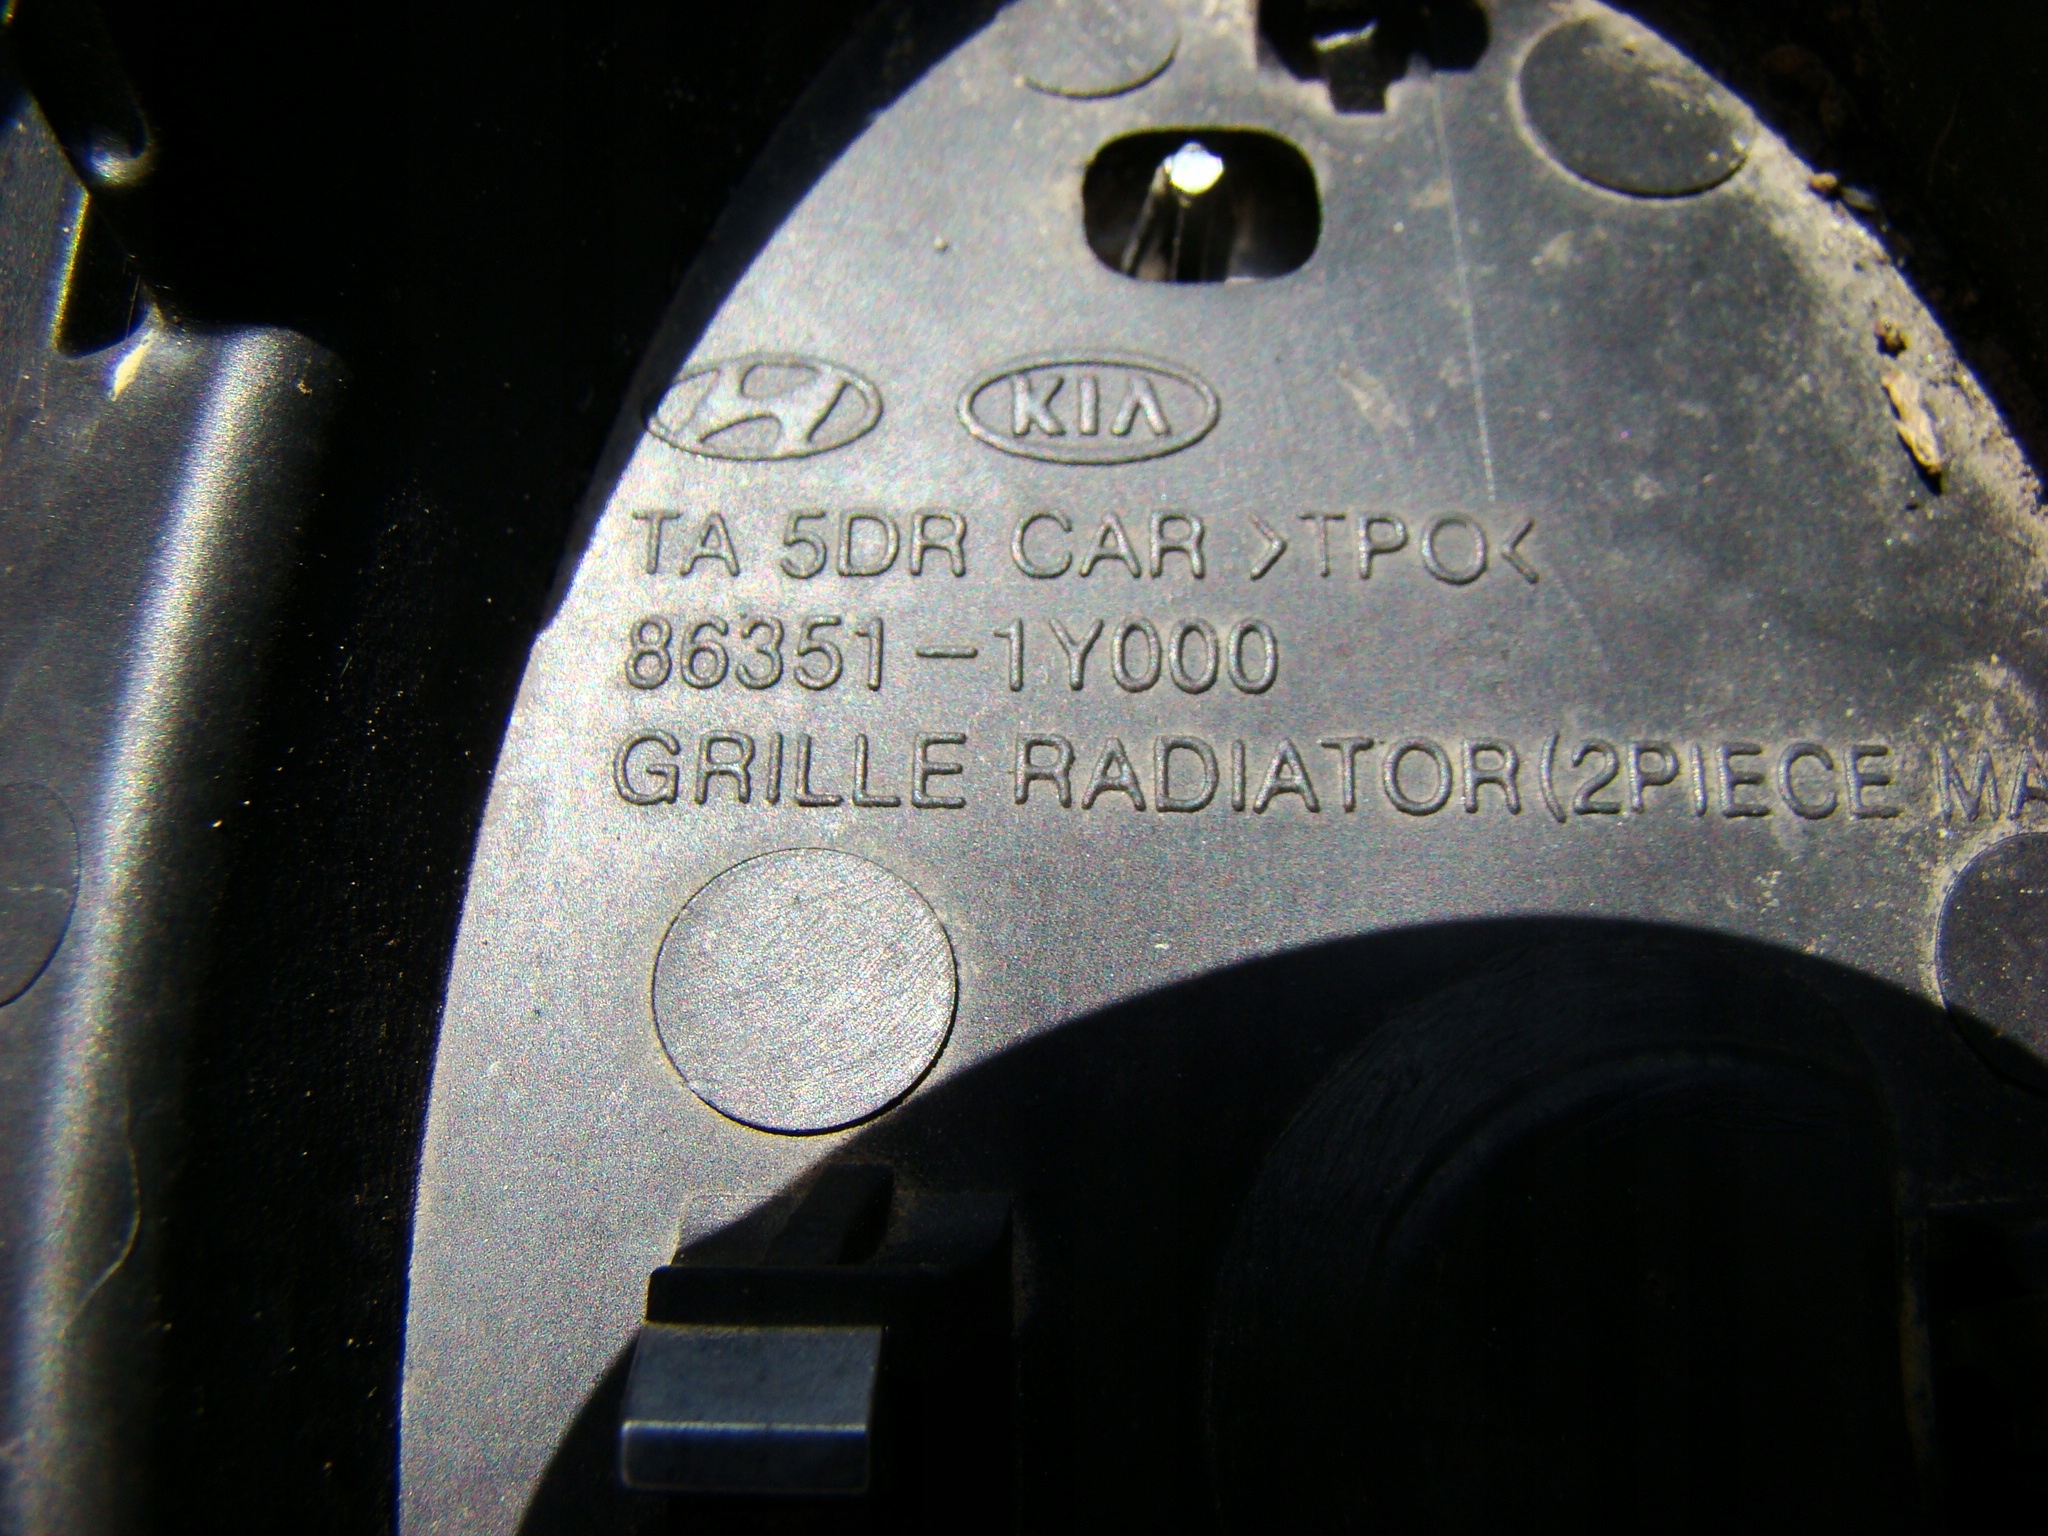 KIA
TA 5DR CAR >TPO<
86351-1Y000
GRILLE RADIATOR(2PIECE